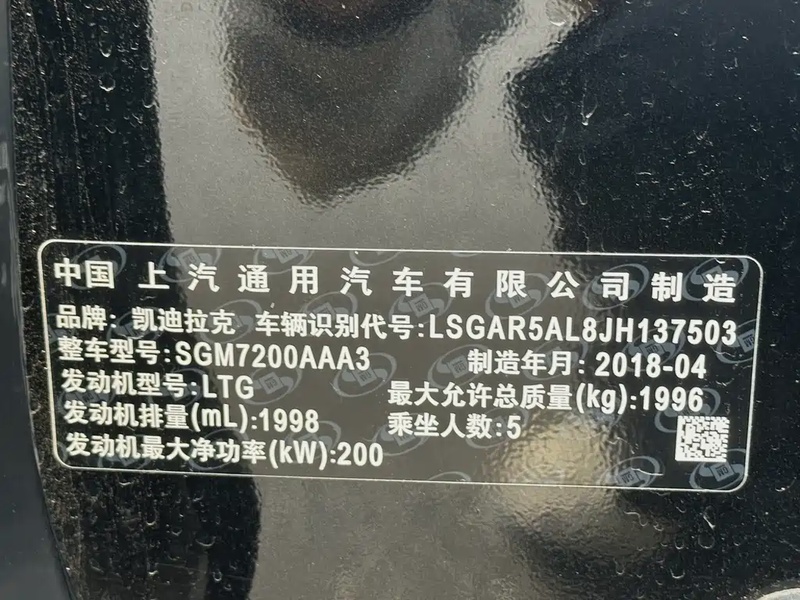 中国上汽通用汽车有限公司制造
品牌: 凯迪拉克 车辆识别代号:LSGAR5AL8JH137503
整车型号:SGM7200AAA3 制造年月: 2018-04
发动机型号:LTG 最大允许总质量(kg):1996
发动机排量(mL):1998 乘坐人数:5
发动机最大净功率(kW):200